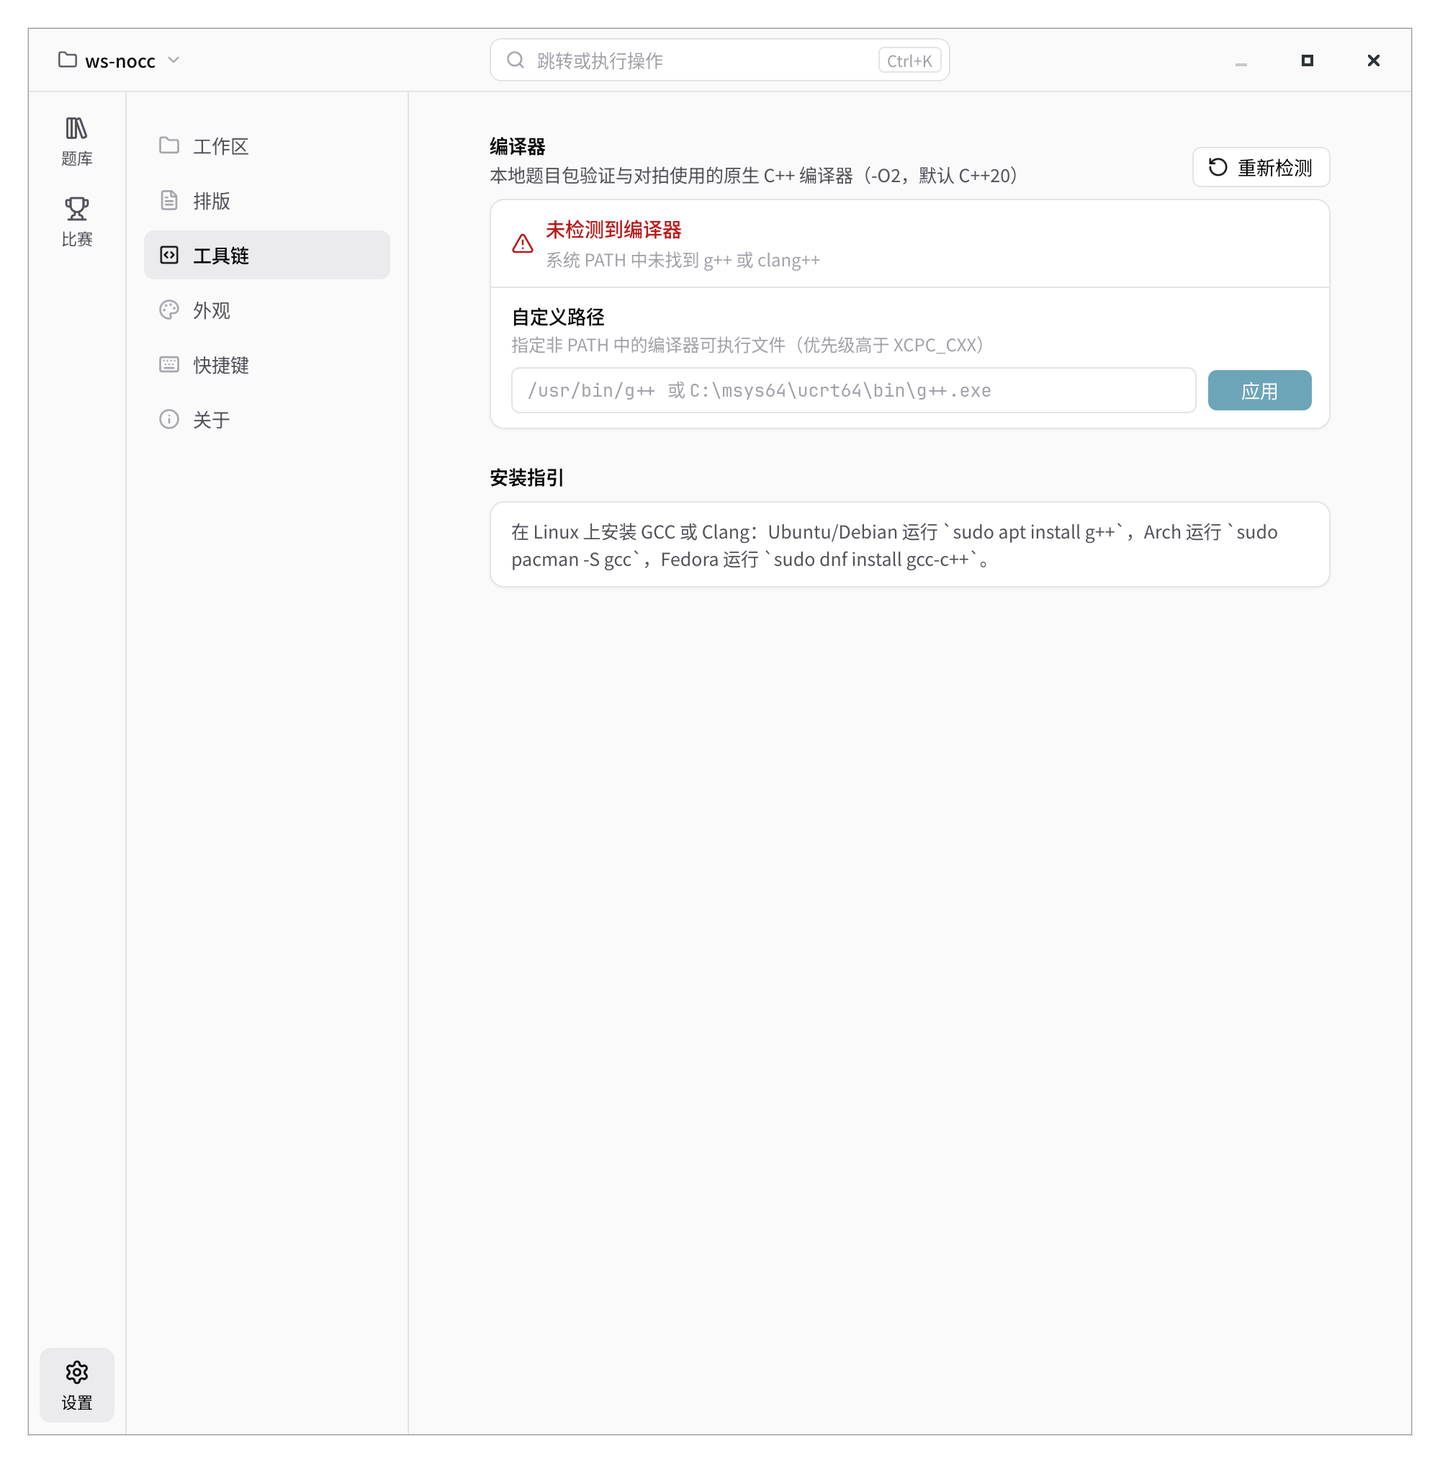 ws-nocc
跳转或执行操作
Ctrl+K
题库
比赛
设置
工作区
排版
工具链
外观
快捷键
关于
编译器
本地题目包验证与对拍使用的原生 C++ 编译器（-O2，默认 C++20）
重新检测
未检测到编译器
系统 PATH 中未找到 g++ 或 clang++
自定义路径
指定非 PATH 中的编译器可执行文件（优先级高于 XCPC_CXX）
/usr/bin/g++ 或 C:\msys64\ucrt64\bin\g++.exe
应用
安装指引
在 Linux 上安装 GCC 或 Clang：Ubuntu/Debian 运行 `sudo apt install g++`，Arch 运行 `sudo
pacman -S gcc`，Fedora 运行 `sudo dnf install gcc-c++`。